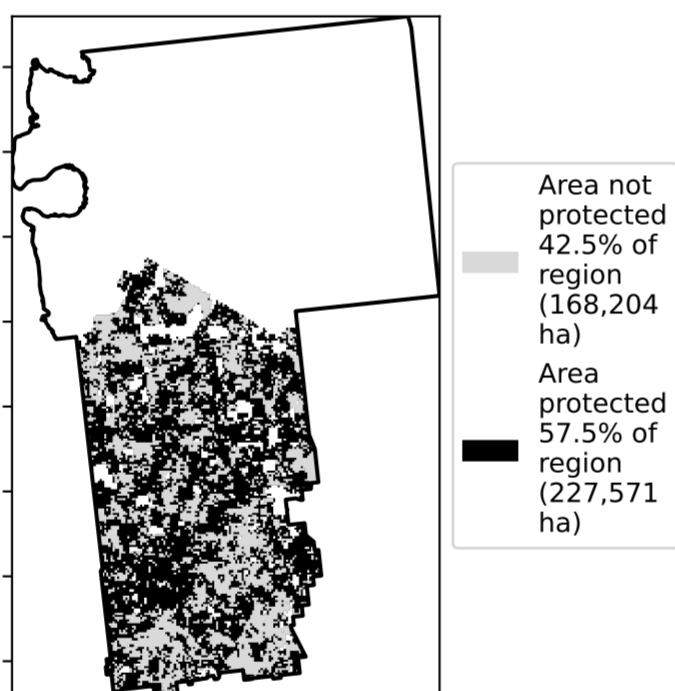 Area not
protected
42.5% of
region
(168,204
ha)
Area
protected
57.5% of
region
(227,571
ha)